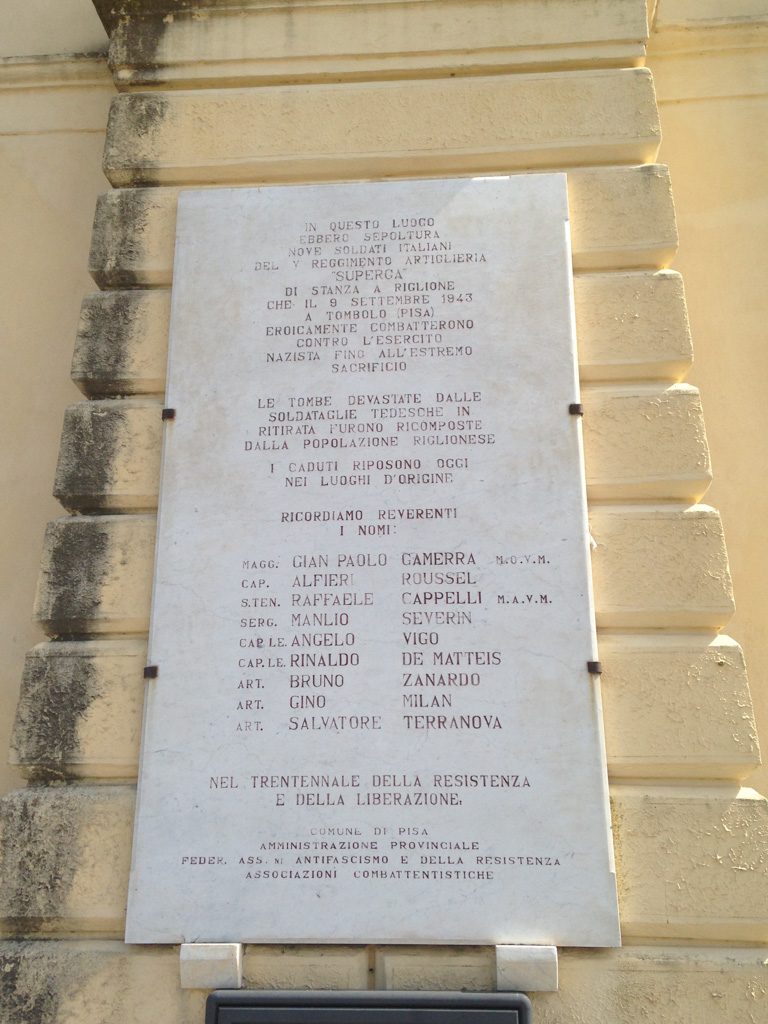 IN QUESTO LUOGO
EBBERO SEPOLTURA
NOVE SOLDATI ITALIANI
DEL V REGGIMENTO ARTIGLIERIA
"SUPERGA"
DI STANZA A RIGLIONE
CHE IL 9 SETTEMBRE 1943
A TOMBOLO (PISA)
EROICAMENTE COMBATTERONO
CONTRO L'ESERCITO
NAZISTA FINO ALL'ESTREMO
SACRIFICIO
LE TOMBE DEVASTATE DALLE
SOLDATAGLIE TEDESCHE IN
RITIRATA FURONO RICOMPOSTE
DALLA POPOLAZIONE RIGLIONESE
I CADUTI RIPOSONO OGGI
NEI LUOGHI D'ORIGINE
RICORDIAMO REVERENTI
I NOMI:
MAGG. GIAN PAOLO GAMERRA M.O.V.M.
CAP. ALFIERI ROUSSEL
S.TEN. RAFFAELE CAPPELLI M.A.V.M.
SERG. MANLIO SEVERIN
CAP.LE. ANGELO VIGO
CAP.LE. RINALDO DE MATTEIS
ART. BRUNO ZANARDO
ART. GINO MILAN
ART. SALVATORE TERRANOVA
NEL TRENTENNALE DELLA RESISTENZA
E DELLA LIBERAZIONE.
COMUNE DI PISA
AMMINISTRAZIONE PROVINCIALE
FEDER. ASS.NI ANTIFASCISMO E DELLA RESISTENZA
ASSOCIAZIONI COMBATTENTISTICHE